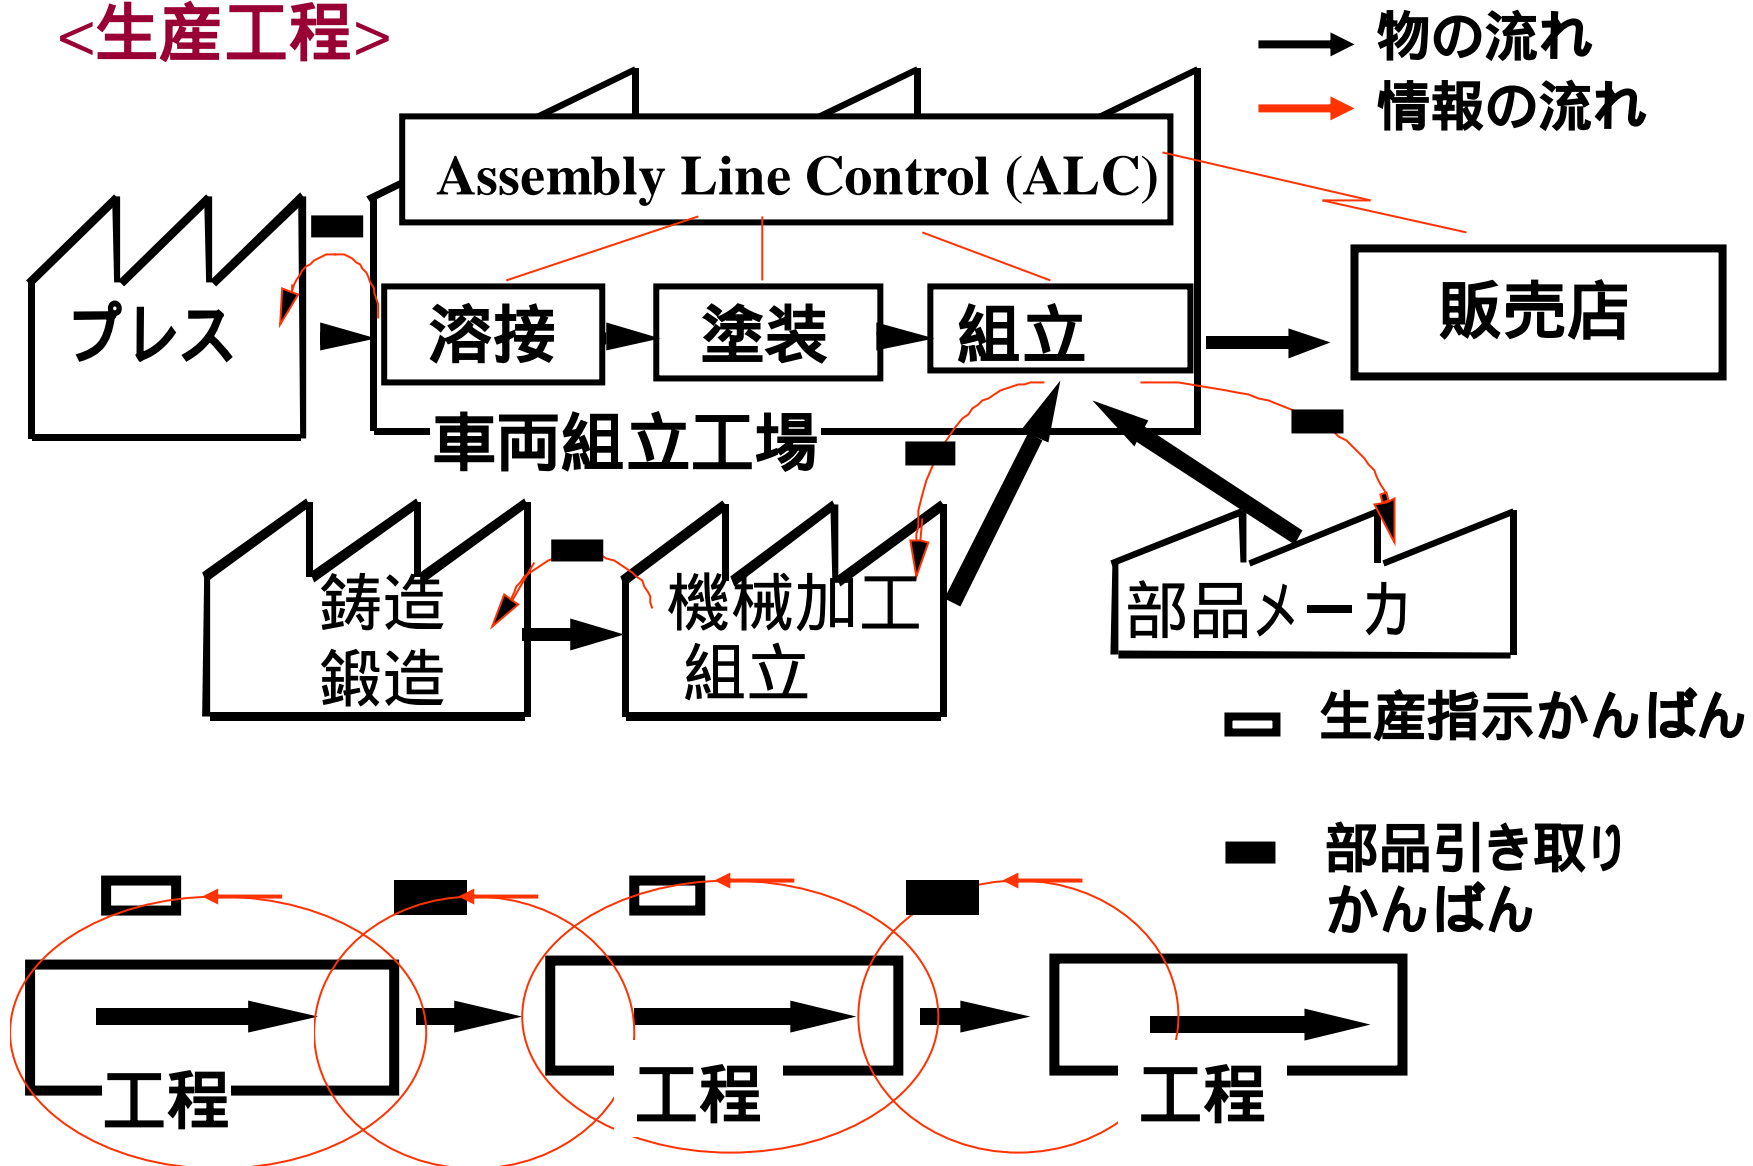 <生産工程>
物の流れ
情報の流れ
Assembly Line Control (ALC)
プレス
溶接
塗装
組立
販売店
車両組立工場
鋳造
鍛造
機械加工
組立
部品メーカ
生産指示かんばん
部品引き取り
かんばん
工程
工程
工程